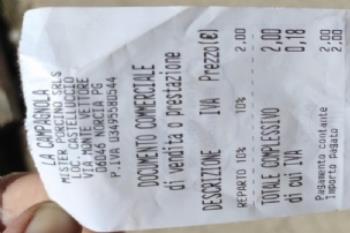 LA CAMPAGNOLA
MISTER NORCINO SRLS
LOC. CASTELLUCCIO
VIA MONTE VETTORE
06046 NORCIA PG
P.IVA 03495580544
DOCUMENTO COMMERCIALE
di vendita o prestazione
DESCRIZIONE IVA Prezzo(€)
REPARTO 10% 10% 2,00
TOTALE COMPLESSIVO 2,00
di cui IVA 0,18
Pagamento contante 2,00
Importo pagato 2,00